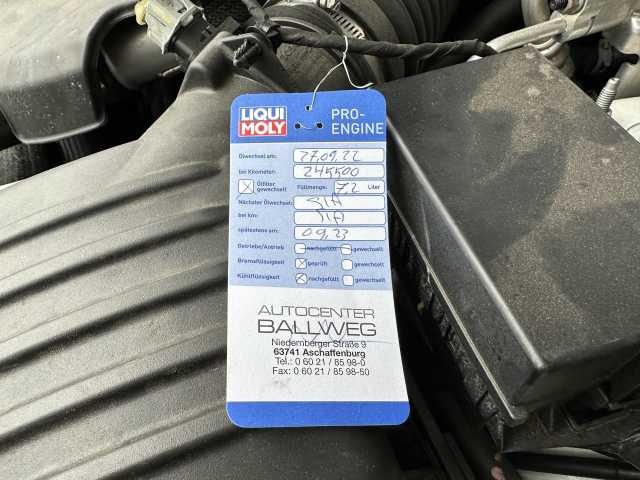 LIQUI MOLY
PRO-ENGINE
Ölwechsel am: 27.09.22
bei Kilometer: 245500
Ölfilter gewechselt Füllmenge: 7,2 Liter
Nächster Ölwechsel:
bei km:
spätestens am: 09.23
Getriebe/Antrieb nachgefüllt gewechselt
Bremsflüssigkeit geprüft gewechselt
Kühlflüssigkeit nachgefüllt gewechselt
AUTOCENTER
BALLWEG
Niedernberger Straße 9
63741 Aschaffenburg
Tel.: 0 60 21 / 85 98-0
Fax: 0 60 21 / 85 98-50